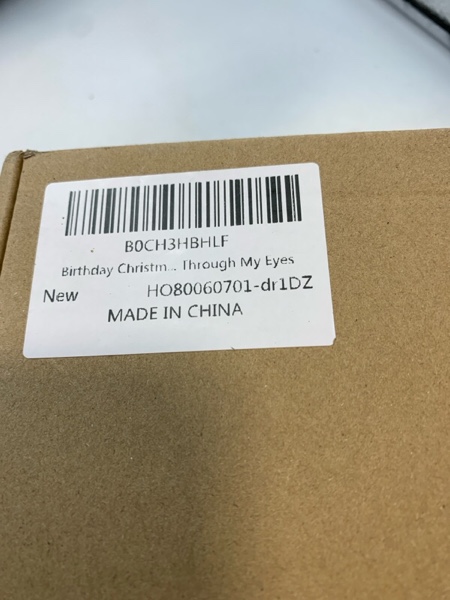 B0CH3HBHLF
Birthday Christm... Through My Eyes
New HO80060701-dr1DZ
MADE IN CHINA